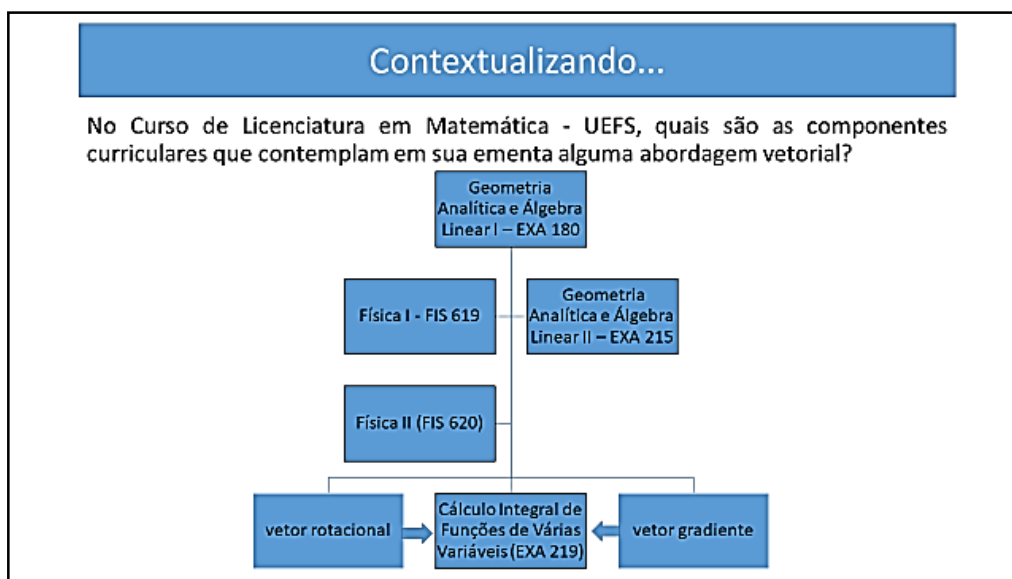 Contextualizando...
No Curso de Licenciatura em Matemática - UEFS, quais são as componentes
curriculares que contemplam em sua ementa alguma abordagem vetorial?
Geometria
Analítica e Álgebra
Linear I – EXA 180
Física I - FIS 619
Geometria
Analítica e Álgebra
Linear II – EXA 215
Física II (FIS 620)
vetor rotacional
Cálculo Integral de
Funções de Várias
Variáveis (EXA 219)
vetor gradiente